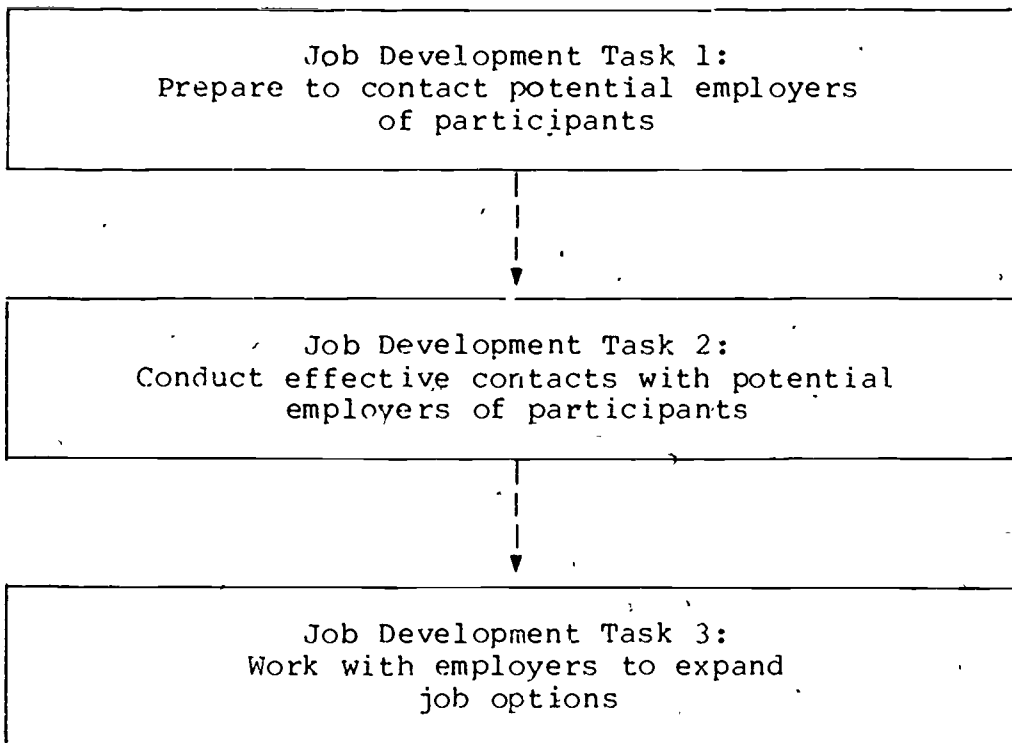 Job Development Task 1:
Prepare to contact potential employers
of participants
Job Development Task 2:
Conduct effective contacts with potential
employers of participants
Job Development Task 3:
Work with employers to expand
job options